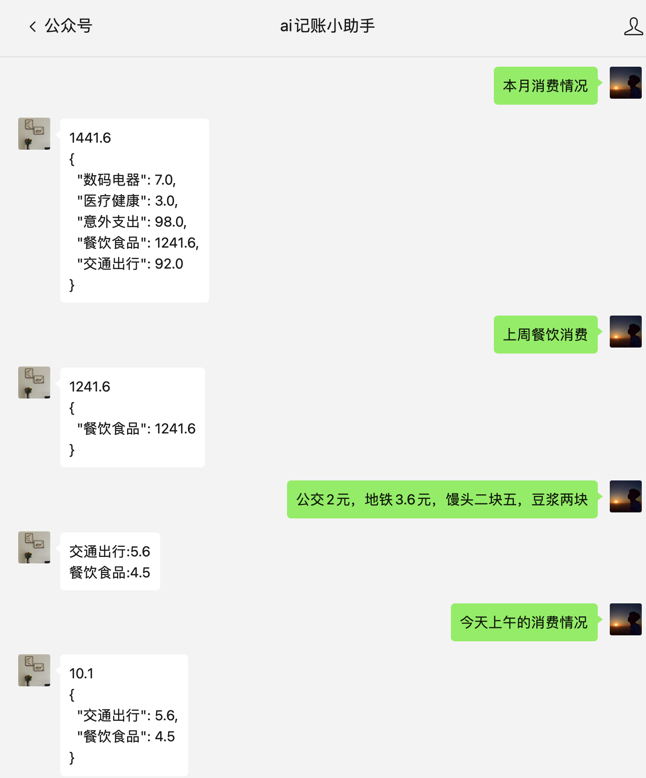 公众号
ai记账小助手
本月消费情况
1441.6
{
"数码电器": 7.0,
"医疗健康": 3.0,
"意外支出": 98.0,
"餐饮食品": 1241.6,
"交通出行": 92.0
}
上周餐饮消费
1241.6
{
"餐饮食品": 1241.6
}
公交2元，地铁3.6元，馒头二块五，豆浆两块
交通出行:5.6
餐饮食品:4.5
今天上午的消费情况
10.1
{
"交通出行": 5.6,
"餐饮食品": 4.5
}